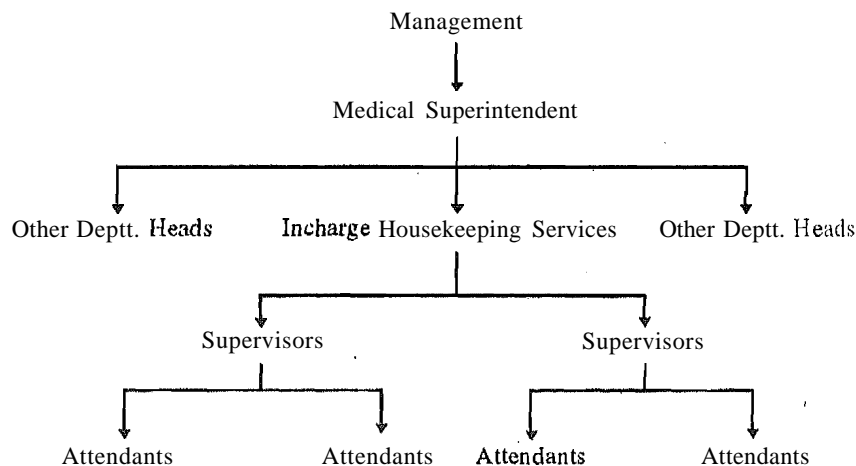 Management
Medical Superintendent
Other Deptt. Heads Incharge Housekeeping Services Other Deptt. Heads
Supervisors Supervisors
Attendants Attendants Attendants Attendants